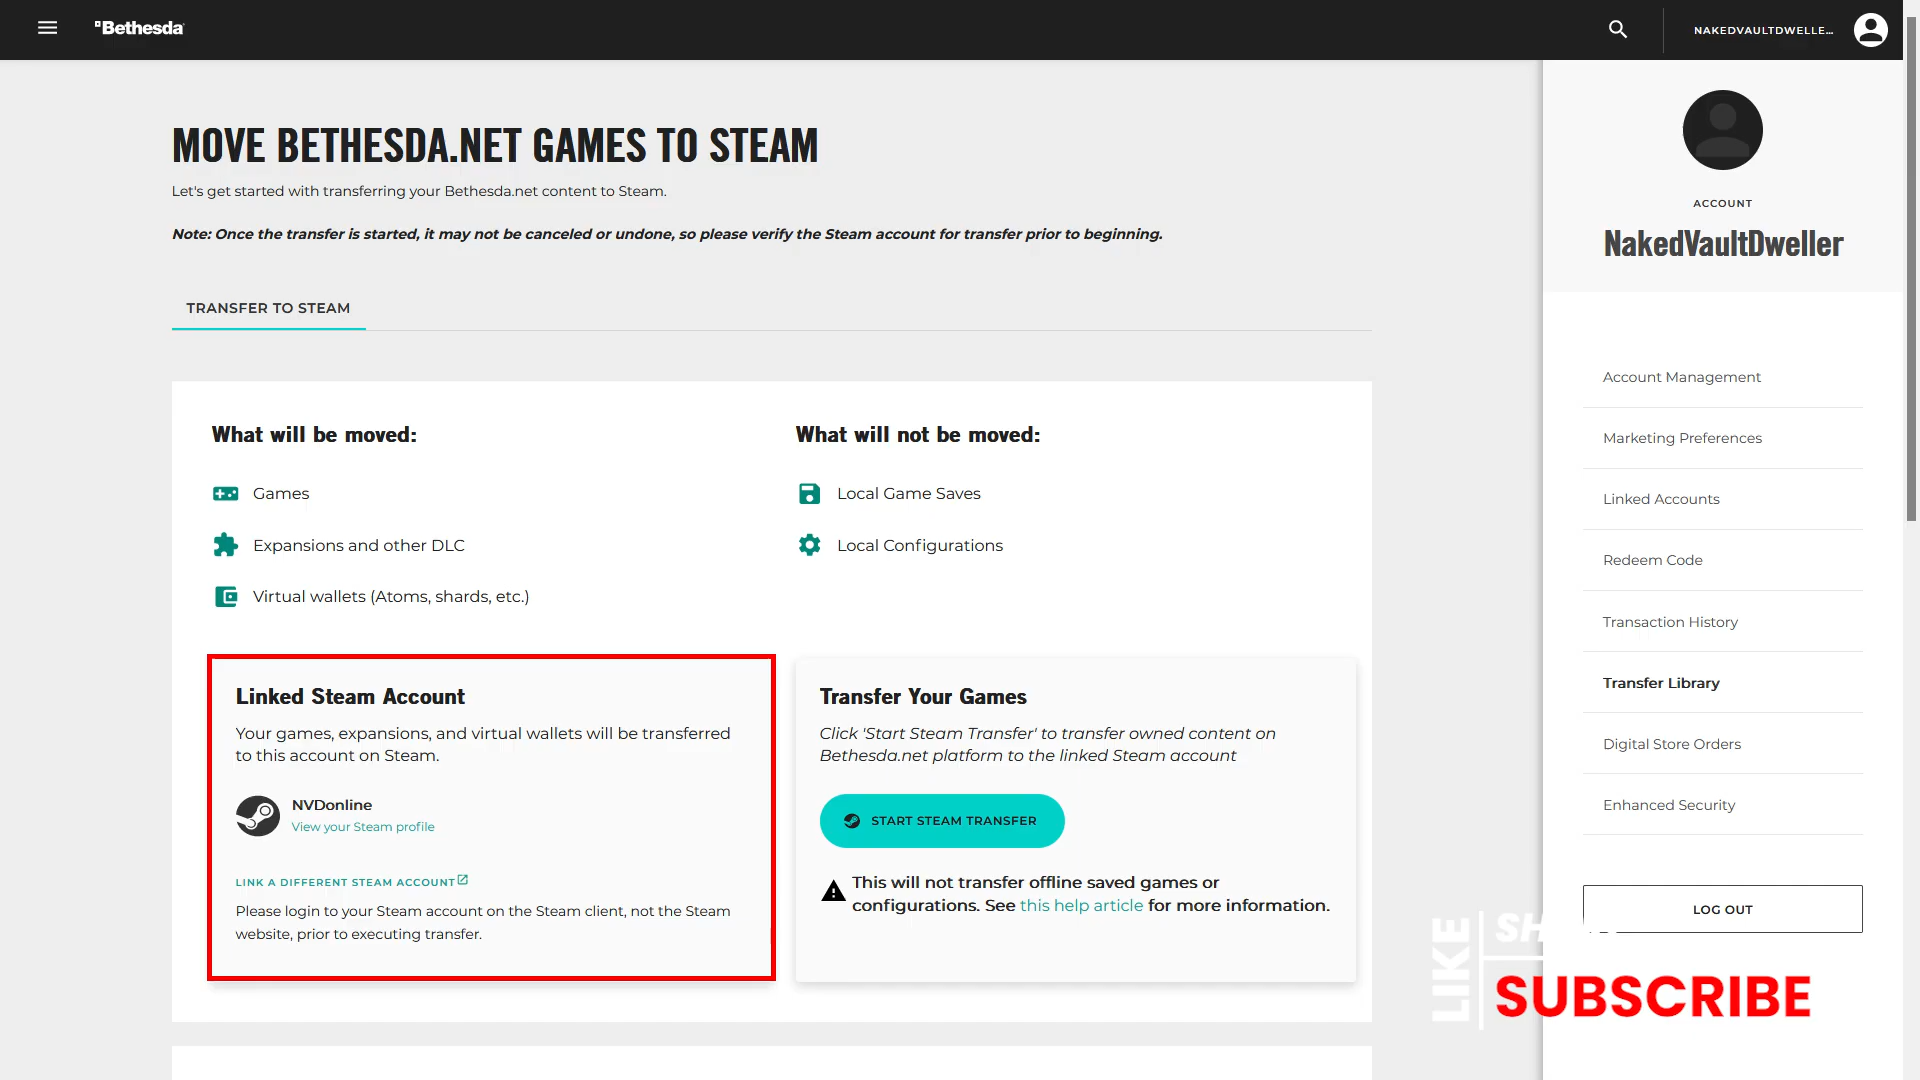 Bethesda
NAKEDVAULTDWELLE...
MOVE BETHESDA.NET GAMES TO STEAM
Let's get started with transferring your Bethesda.net content to Steam.
Note: Once the transfer is started, it may not be canceled or undone, so please verify the Steam account for transfer prior to beginning.
TRANSFER TO STEAM
What will be moved:
Games
Expansions and other DLC
Virtual wallets (Atoms, shards, etc.)
What will not be moved:
Local Game Saves
Local Configurations
Linked Steam Account
Your games, expansions, and virtual wallets will be transferred
to this account on Steam.
NVDonline
View your Steam profile
LINK A DIFFERENT STEAM ACCOUNT
Please login to your Steam account on the Steam client, not the Steam
website, prior to executing transfer.
Transfer Your Games
Click 'Start Steam Transfer' to transfer owned content on
Bethesda.net platform to the linked Steam account
START STEAM TRANSFER
This will not transfer offline saved games or
configurations. See this help article for more information.
ACCOUNT
NakedVaultDweller
Account Management
Marketing Preferences
Linked Accounts
Redeem Code
Transaction History
Transfer Library
Digital Store Orders
Enhanced Security
LOG OUT
LIKE
SUBSCRIBE